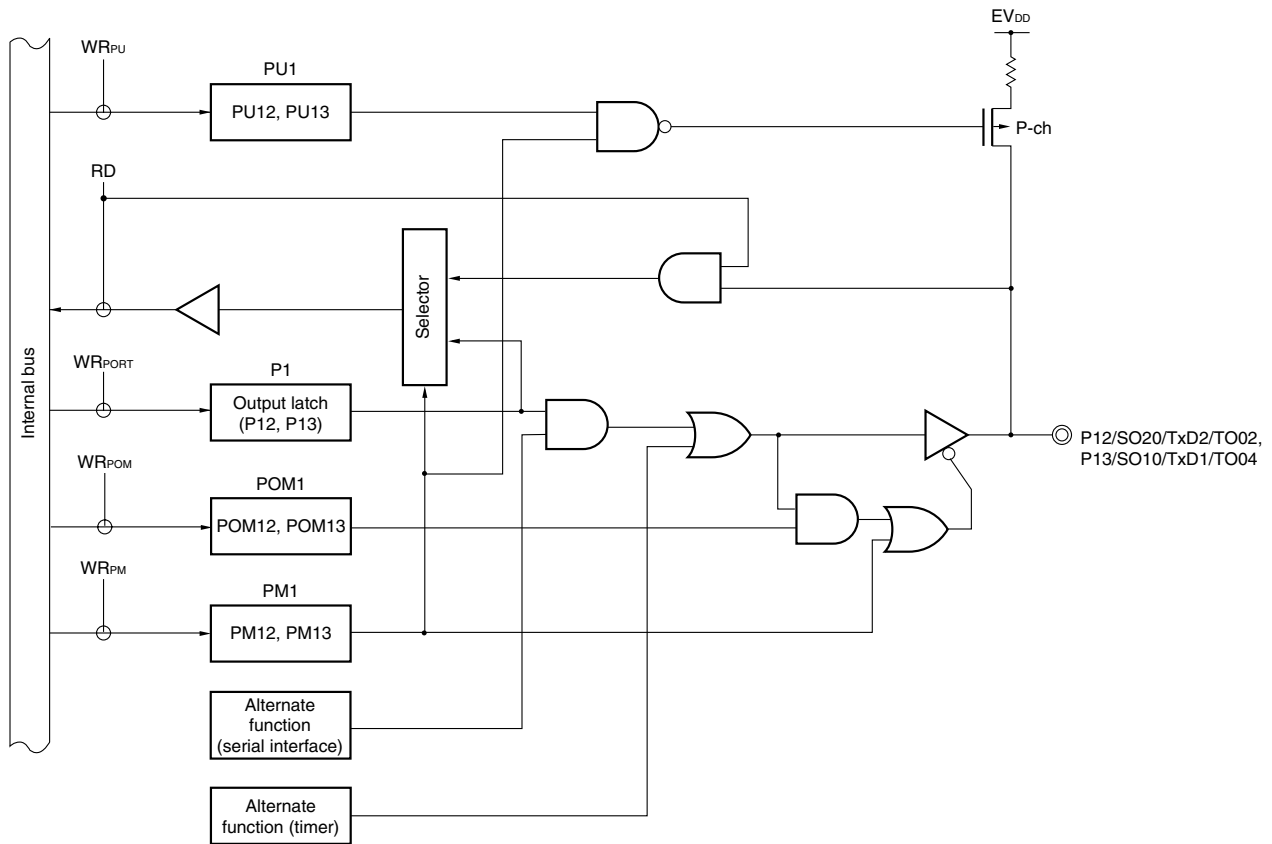 EVDD
WRPU
PU1
PU12, PU13
P-ch
RD
Selector
Internal bus
WRPORT
P1
Output latch
(P12, P13)
P12/SO20/TxD2/TO02,
P13/SO10/TxD1/TO04
WRPOM
POM1
POM12, POM13
WRPM
PM1
PM12, PM13
Alternate
function
(serial interface)
Alternate
function (timer)